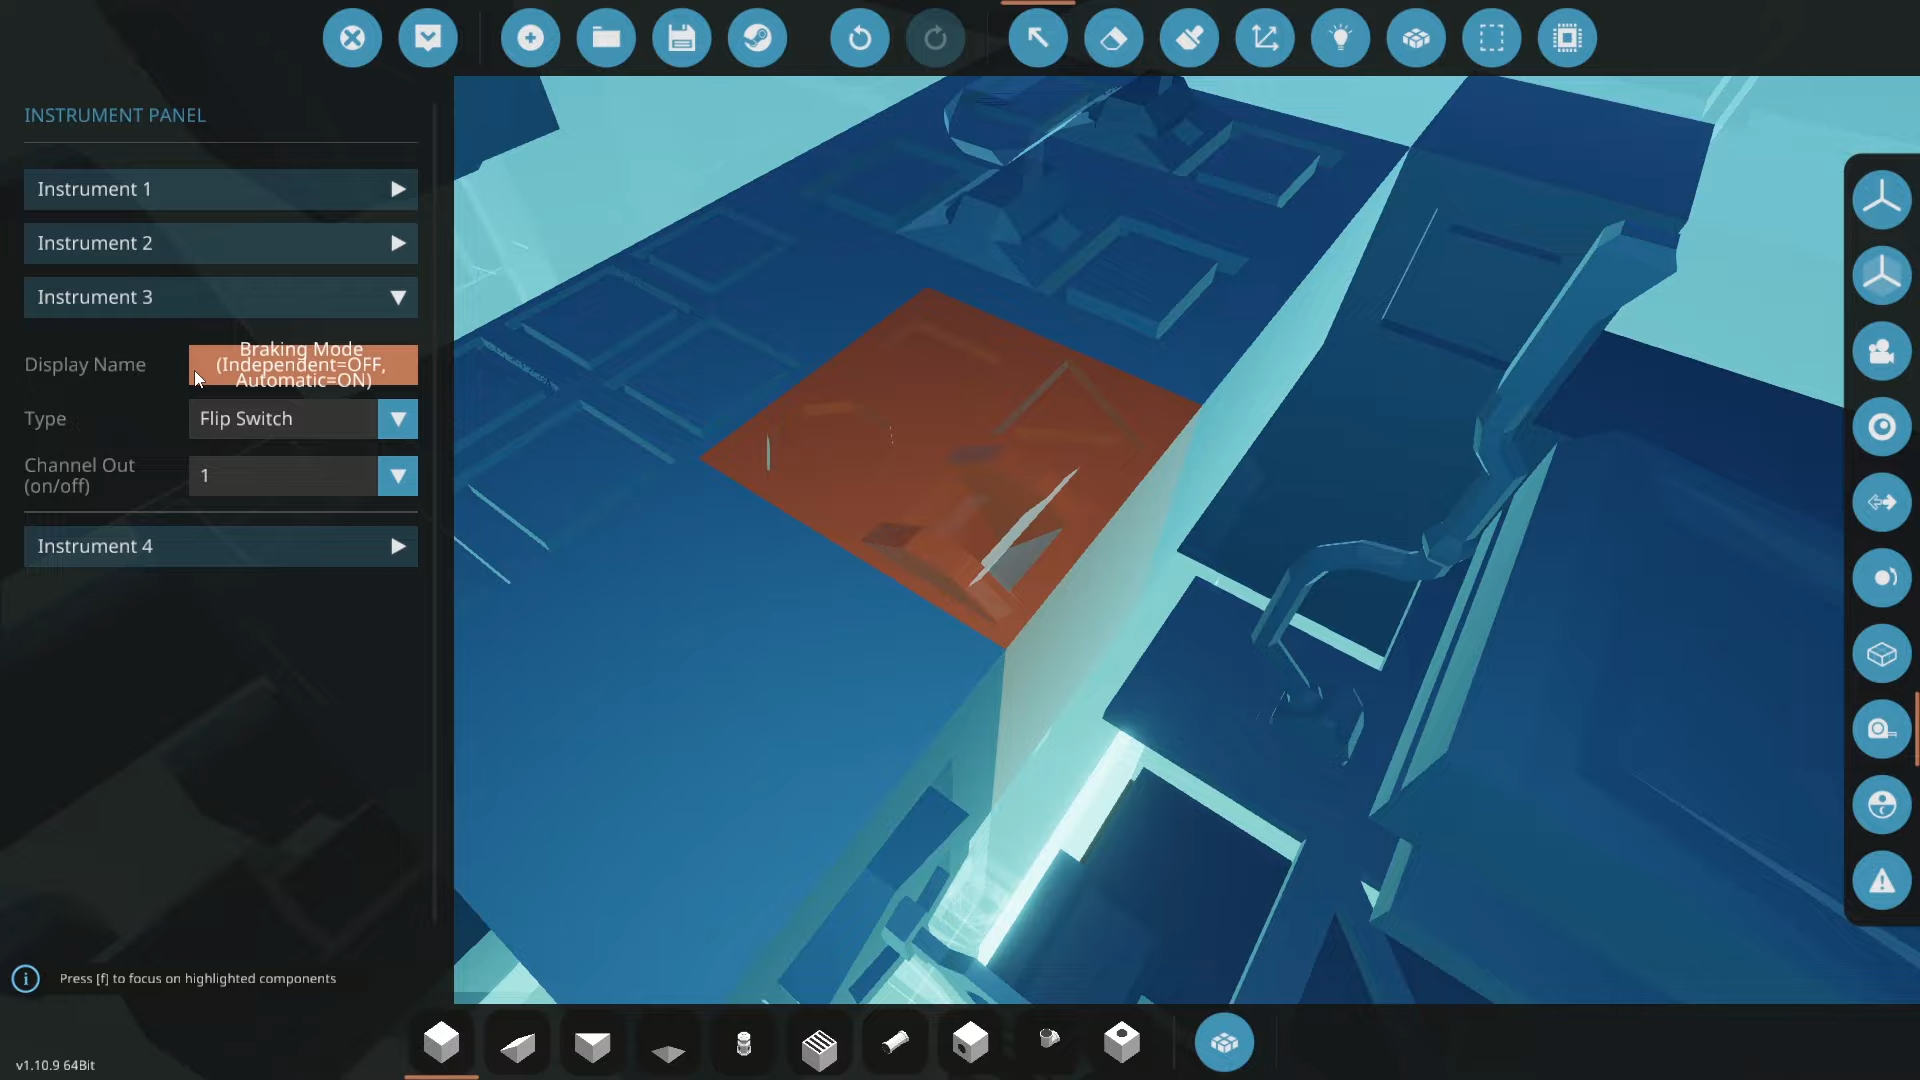 INSTRUMENT PANEL
Instrument 1
Instrument 2
Instrument 3
Display Name
Braking Mode
(Independent=OFF,
Automatic=ON)
Type
Flip Switch
Channel Out
(on/off)
1
Instrument 4
Press [f] to focus on highlighted components
v1.10.9 64Bit